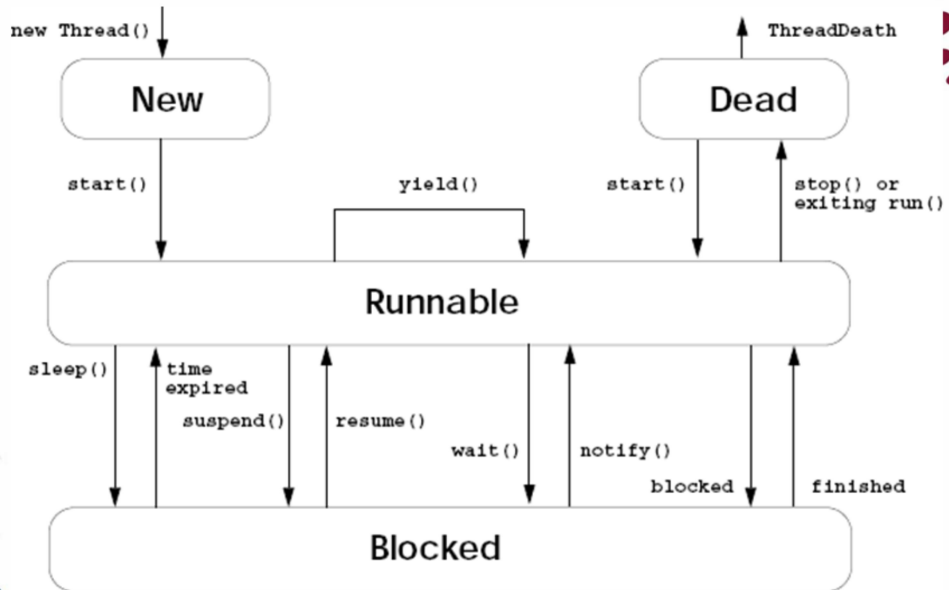 new Thread()
ThreadDeath
New
Dead
start()
yield()
start()
stop() or
exiting run()
Runnable
sleep()
time
expired
suspend()
resume()
wait()
notify()
blocked
finished
Blocked